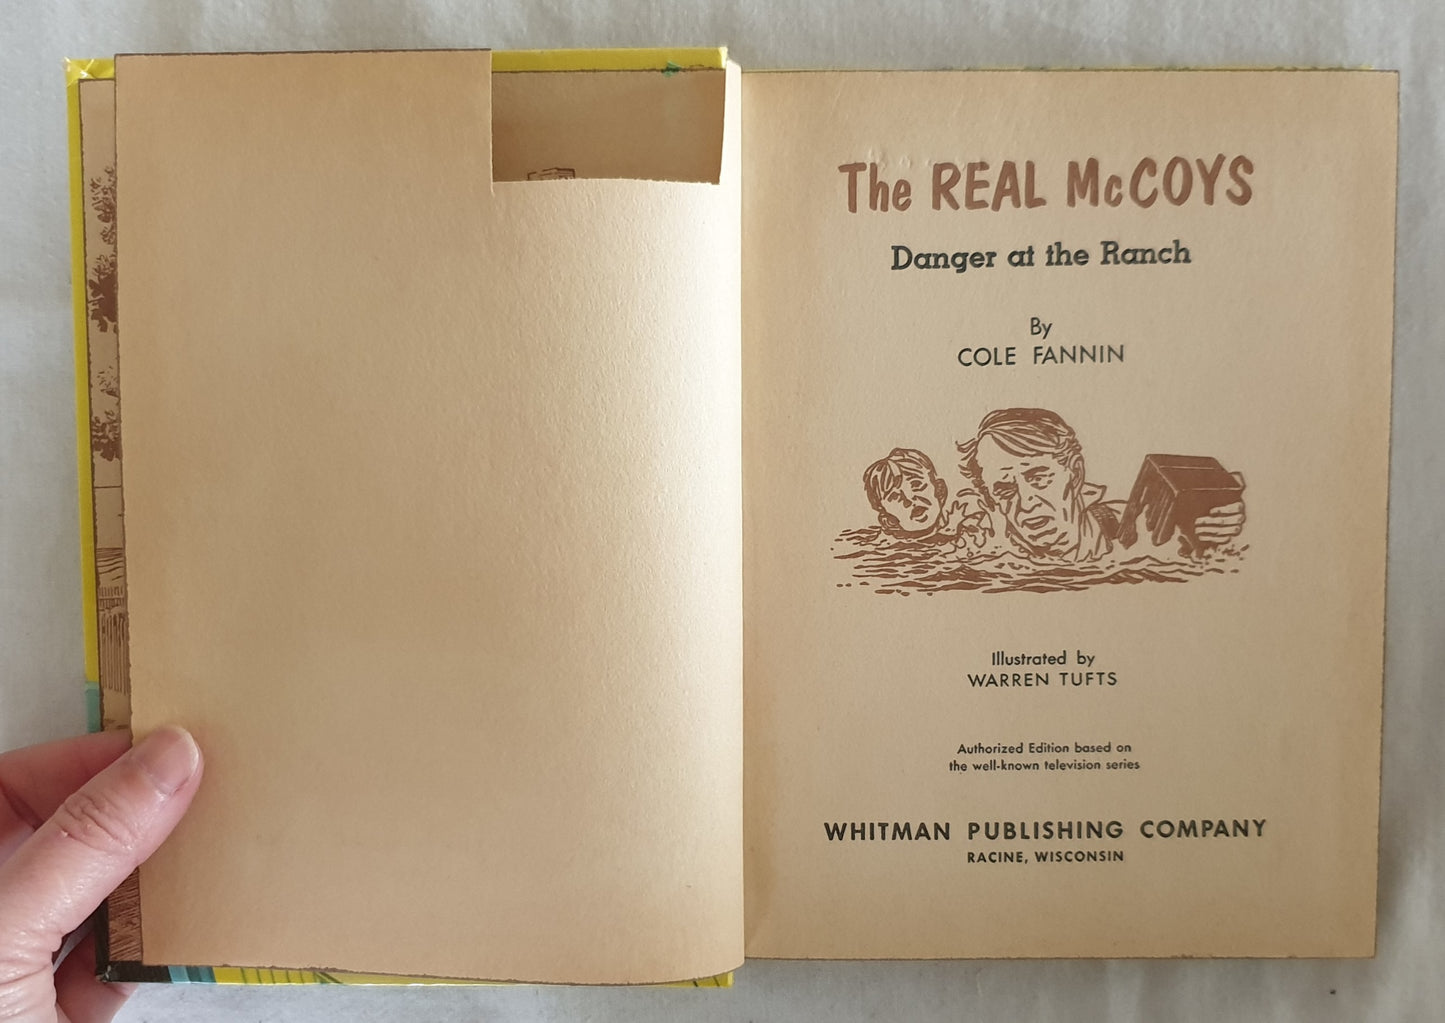 The REAL McCOYS
Danger at the Ranch
By
COLE FANNIN
Illustrated by
WARREN TUFTS
Authorized Edition based on
the well-known television series
WHITMAN PUBLISHING COMPANY
RACINE, WISCONSIN